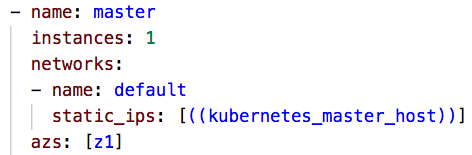 - name: master
instances: 1
networks:
- name: default
static_ips: [((kubernetes_master_host))]
azs: [z1]